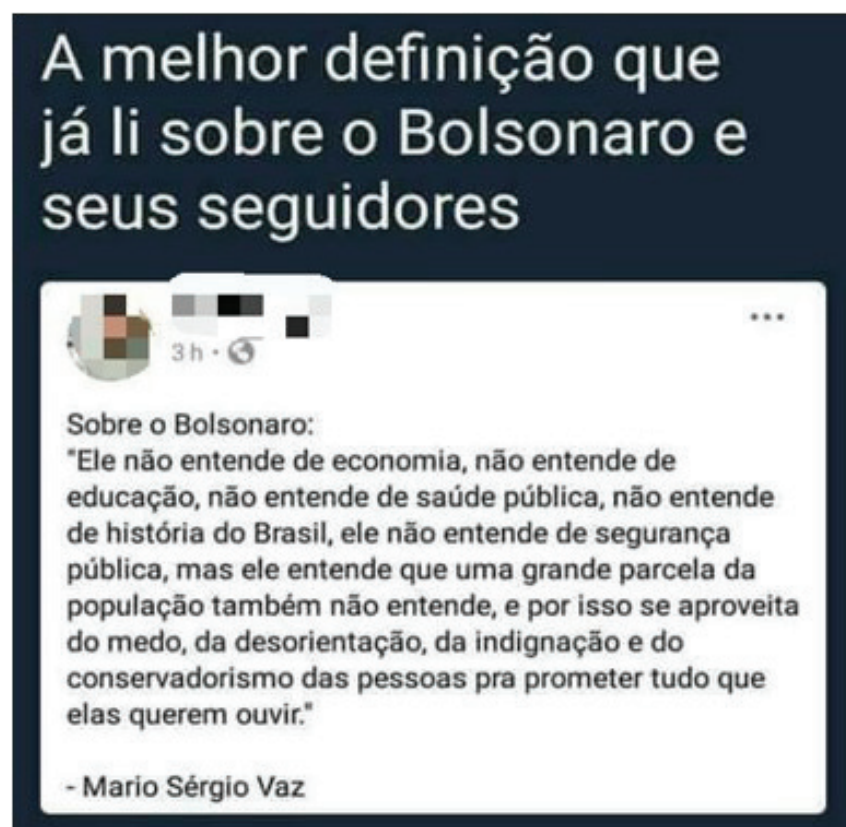 A melhor definição que
já li sobre o Bolsonaro e
seus seguidores
3 h ·
Sobre o Bolsonaro:
"Ele não entende de economia, não entende de
educação, não entende de saúde pública, não entende
de história do Brasil, ele não entende de segurança
pública, mas ele entende que uma grande parcela da
população também não entende, e por isso se aproveita
do medo, da desorientação, da indignação e do
conservadorismo das pessoas pra prometer tudo que
elas querem ouvir."
- Mario Sérgio Vaz